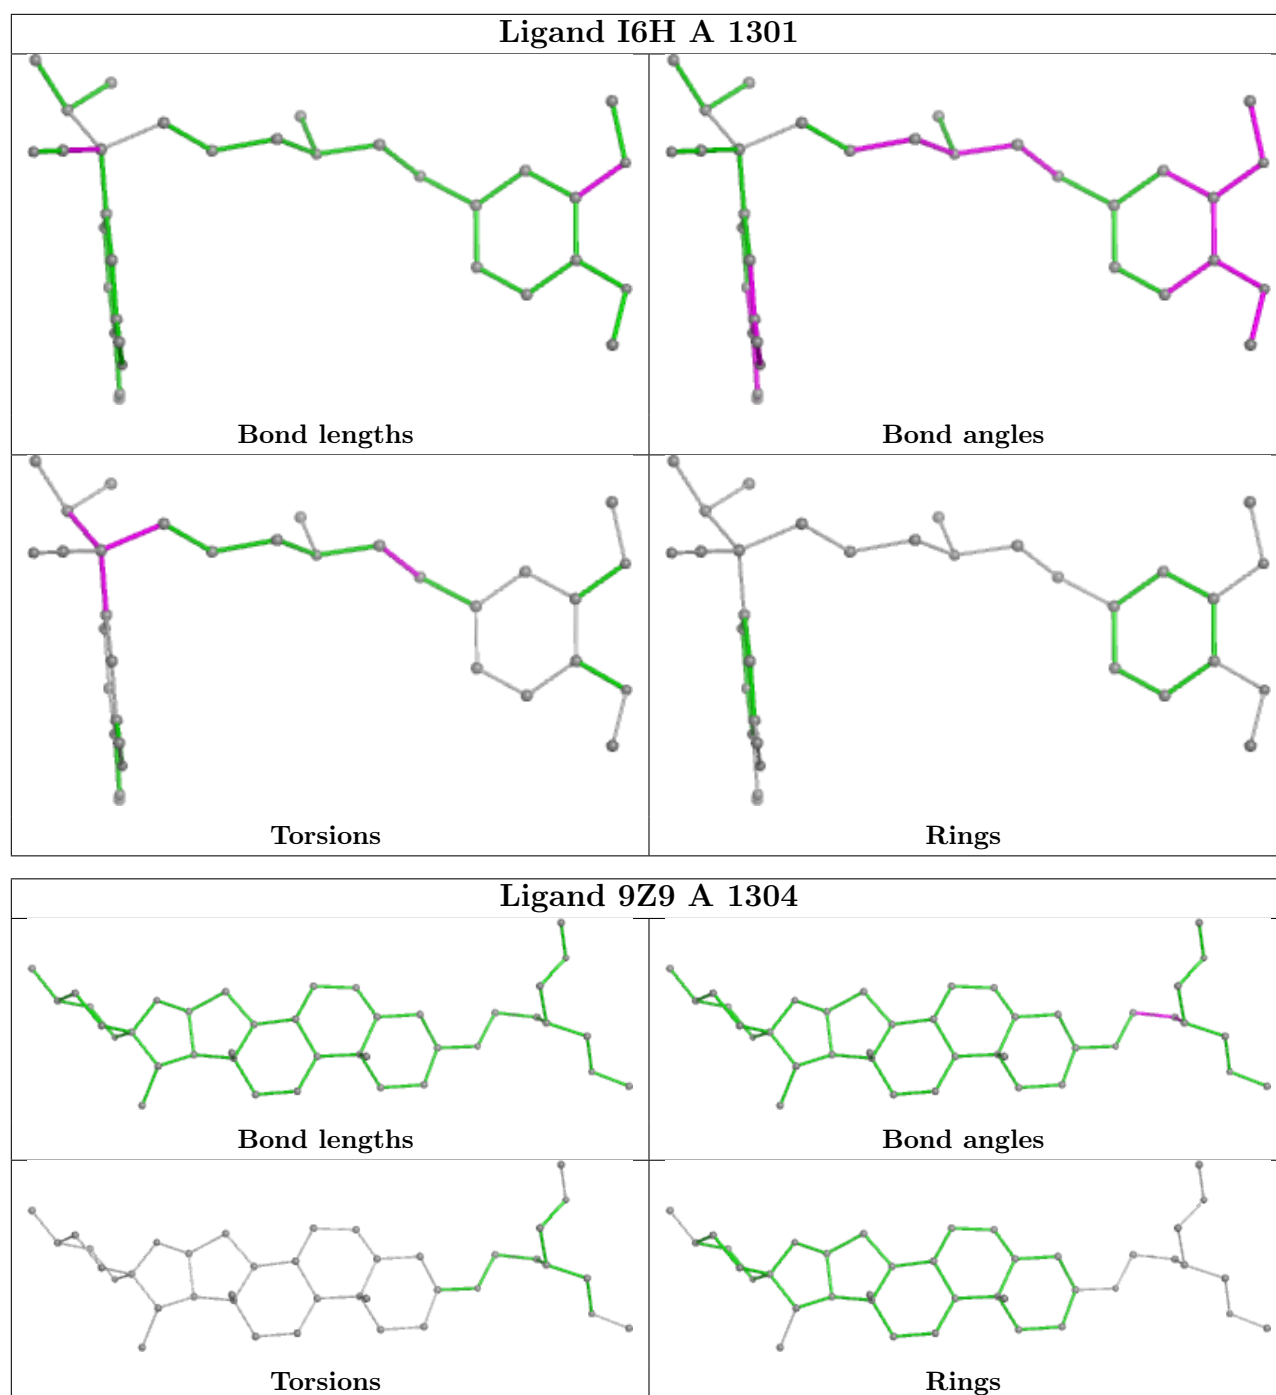 Ligand I6H A 1301
Bond lengths
Bond angles
Torsions
Rings
Ligand 9Z9 A 1304
Bond lengths
Bond angles
Torsions
Rings